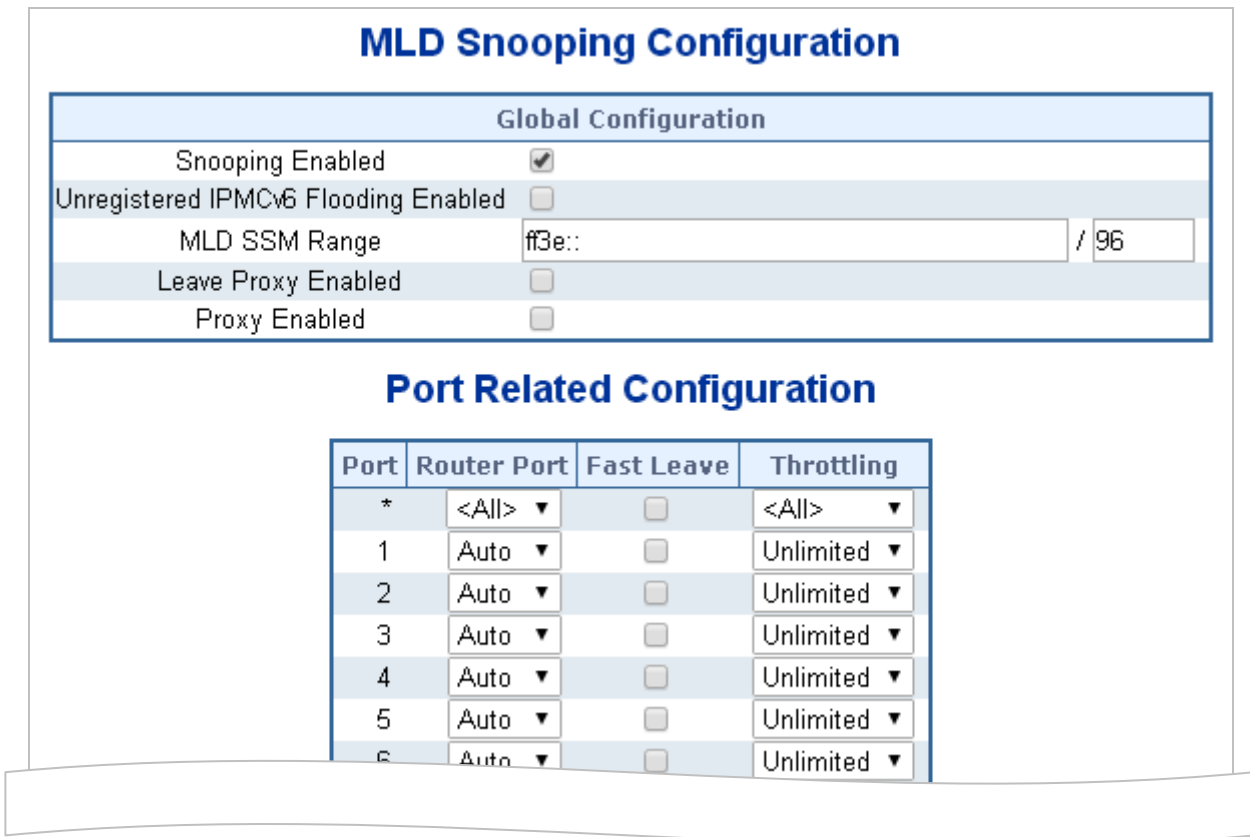 MLD Snooping Configuration
Global Configuration
Snooping Enabled
Unregistered IPMCv6 Flooding Enabled
MLD SSM Range ff3e:: / 96
Leave Proxy Enabled
Proxy Enabled
Port Related Configuration
Port Router Port Fast Leave Throttling
* <All> <All>
1 Auto Unlimited
2 Auto Unlimited
3 Auto Unlimited
4 Auto Unlimited
5 Auto Unlimited
6 Auto Unlimited